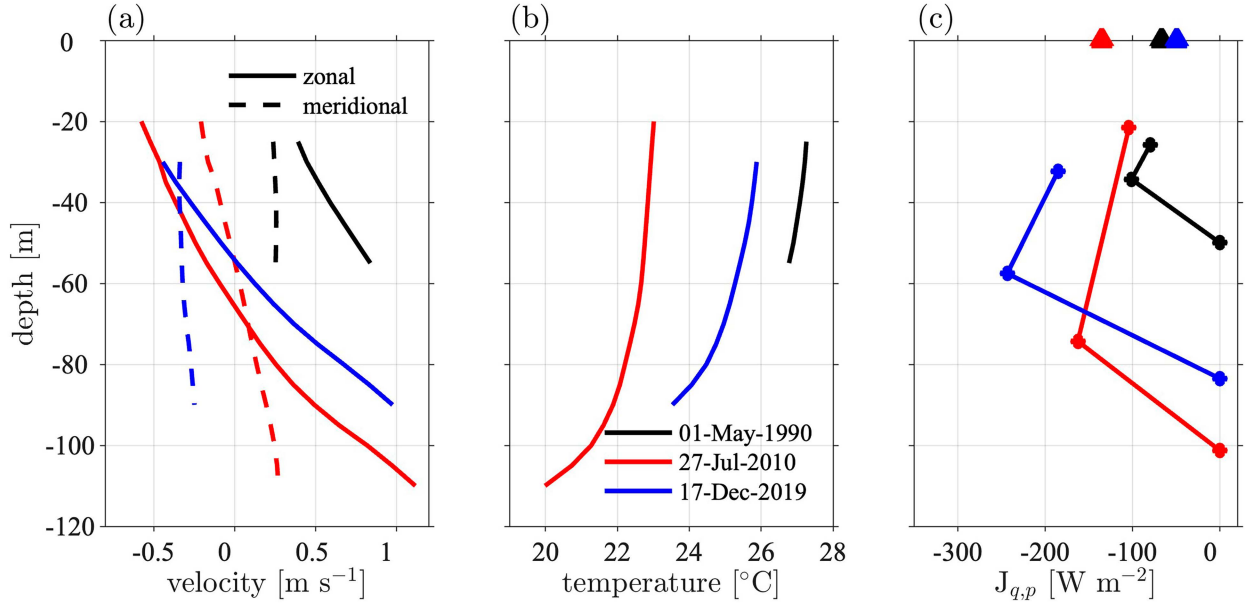 (a) (b) (c)
0
-20
-40
-60
-80
-100
-120
depth [m]
zonal
meridional
-0.5 0 0.5 1
velocity [m s⁻¹]
01-May-1990
27-Jul-2010
17-Dec-2019
20 22 24 26 28
temperature [°C]
-300 -200 -100 0
J_{q,p} [W m⁻²]